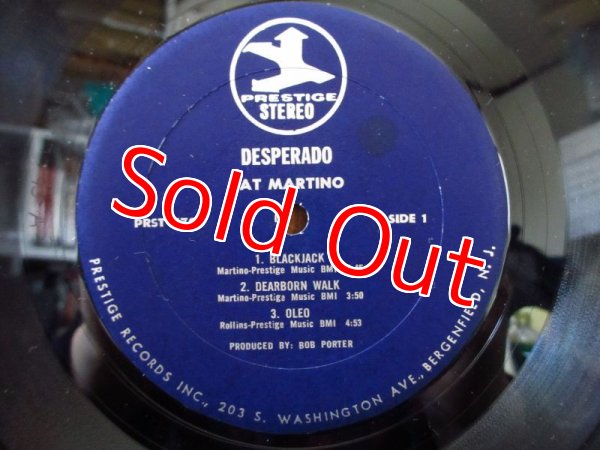 PRESTIGE
STEREO
DESPERADO
AT MARTINO
PRST
SIDE 1
Sold Out
1. BLACKJACK
Martino-Prestige Music BMI
2. DEARBORN WALK
Martino-Prestige Music BMI 3:50
3. OLEO
Rollins-Prestige Music BMI 4:53
PRODUCED BY: BOB PORTER
PRESTIGE RECORDS INC., 203 S. WASHINGTON AVE., BERGENFIELD, N. J.